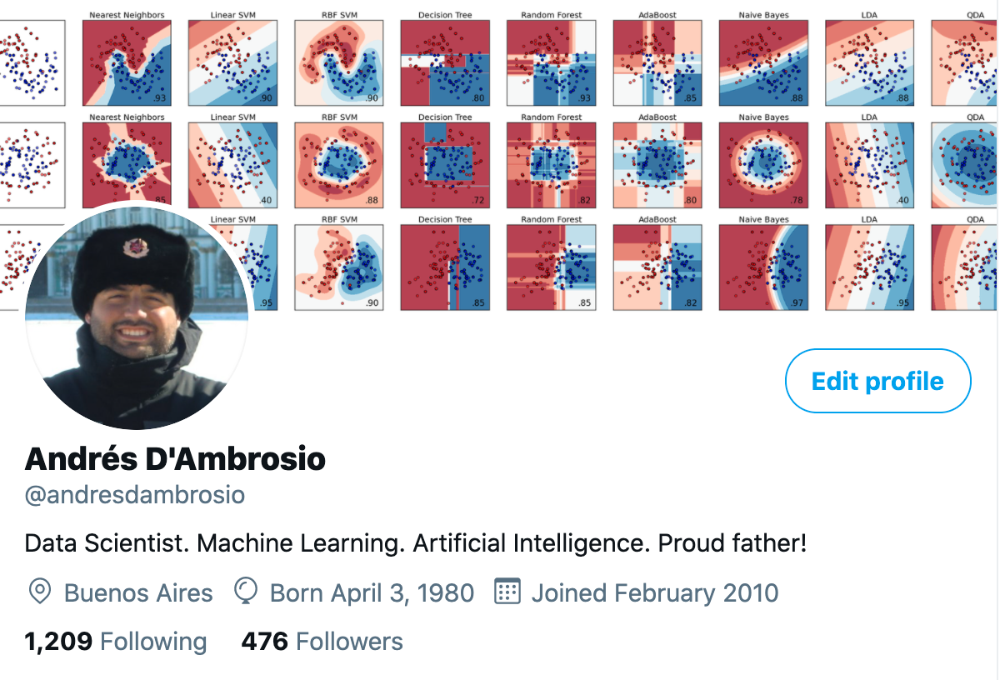 Nearest Neighbors Linear SVM RBF SVM Decision Tree Random Forest AdaBoost Naive Bayes LDA QDA
.93 .90 .90 .80 .93 .85 .88 .88
Nearest Neighbors Linear SVM RBF SVM Decision Tree Random Forest AdaBoost Naive Bayes LDA QDA
.85 .40 .88 .72 .82 .80 .78 .40
Linear SVM RBF SVM Decision Tree Random Forest AdaBoost Naive Bayes LDA QDA
.95 .90 .85 .85 .82 .97 .95
Edit profile
Andrés D'Ambrosio
@andresdambrosio
Data Scientist. Machine Learning. Artificial Intelligence. Proud father!
Buenos Aires Born April 3, 1980 Joined February 2010
1,209 Following 476 Followers